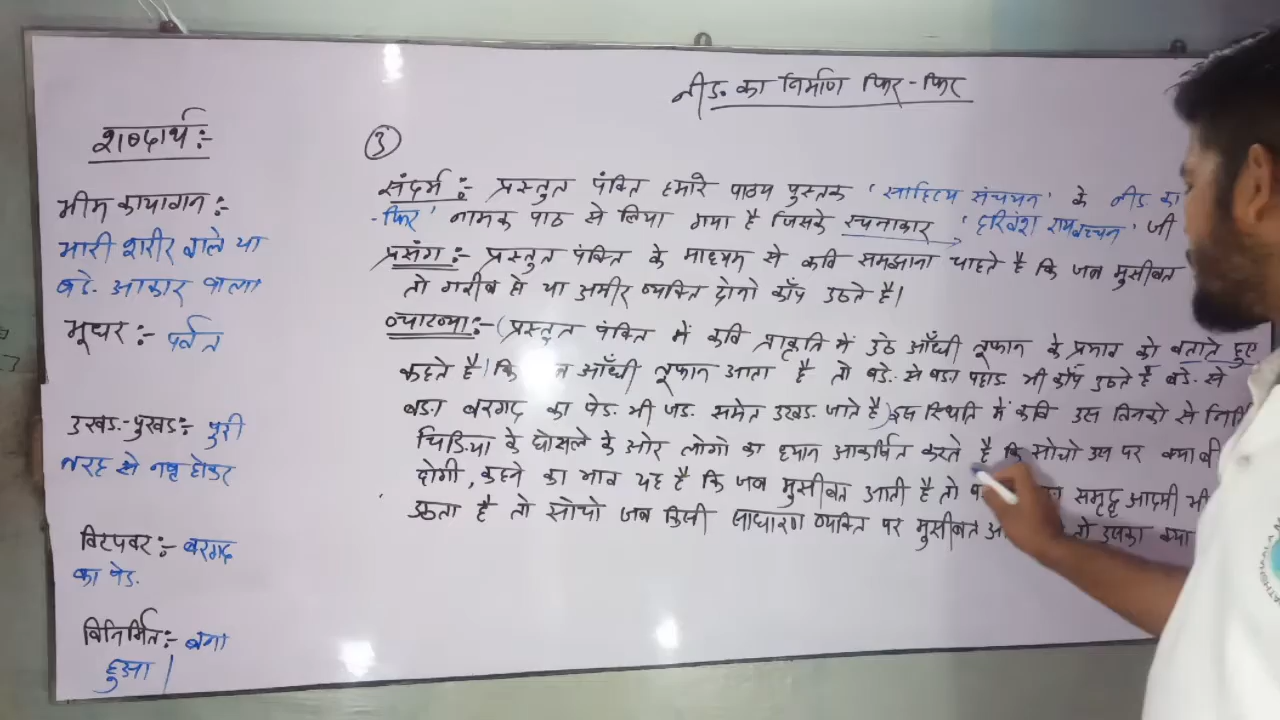 नीड. का निर्माण फिर-फिर
शब्दार्थ :-
भीम कायावान :-
भारी शरीर वाले या
बडे. आकार वाला
भूधर :- पर्वत
उखड.-पुखड. :- पुरी
तरह से नष्ट होकर
विटपवर :- बरगद
का पेड.
विनिर्मित :- बना
हुआ |
3
संदर्भ :- प्रस्तुत पंक्ति हमारे पाठय पुस्तक 'साहित्य संचयन' के नीड का
-फिर' नामक पाठ से लिया गया है जिसके रचनाकार 'हरिवंश राय बच्चन' जी
प्रसंग :- प्रस्तुत पंक्ति के माध्यम से कवि समझाना चाहते है कि जब मुसीबत
तो गरीब हो या अमीर व्यक्ति दोनो काँप उठते है।
व्याख्या :- (प्रस्तुत पंक्ति में कवि प्राकृति में उठे आँधी तूफान के प्रभाव को बताते हुए
कहते है। कि आँधी तूफान आता है तो बडे. से बडा पहाड. भी काँप उठते है बडे. से
बडा बरगद का पेड. भी जड. समेत उखड. जाते है) इस स्थिति में कवि उस तिनको से
चिडि.या के घोसले के ओर लोगो का ध्यान आकर्षित करते है कि सोचो उस पर क्या
होगी, कहने का भाव यह है कि जब मुसीबत आती है तो समृद्ध आदमी भी
उठता है तो सोचो जब किसी साधारण व्यक्ति पर मुसीबत तो उसका क्या